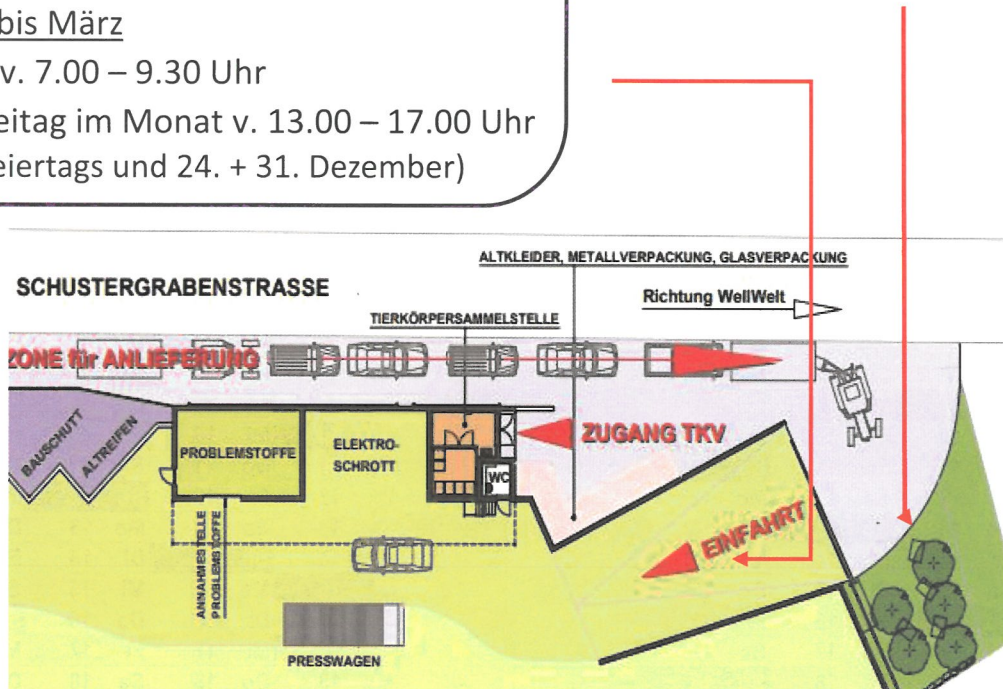 bis März
v. 7.00 – 9.30 Uhr
eitag im Monat v. 13.00 – 17.00 Uhr
eiertags und 24. + 31. Dezember)
ALTKLEIDER, METALLVERPACKUNG, GLASVERPACKUNG
SCHUSTERGRABENSTRASSE
Richtung WellWelt
TIERKÖRPERSAMMELSTELLE
ZONE für ANLIEFERUNG
BAUSCHUTT
ALTREIFEN
PROBLEMSTOFFE
ELEKTRO-
SCHROTT
ZUGANG TKV
WC
EINFAHRT
ANNAHMESTELLE
PROBLEMSTOFFE
PRESSWAGEN